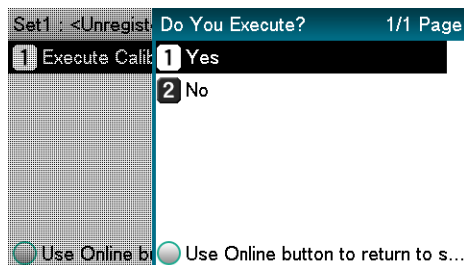 Set1 : <Unregist
Do You Execute? 1/1 Page
1 Execute Calib
1 Yes
2 No
Use Online b
Use Online button to return to s...